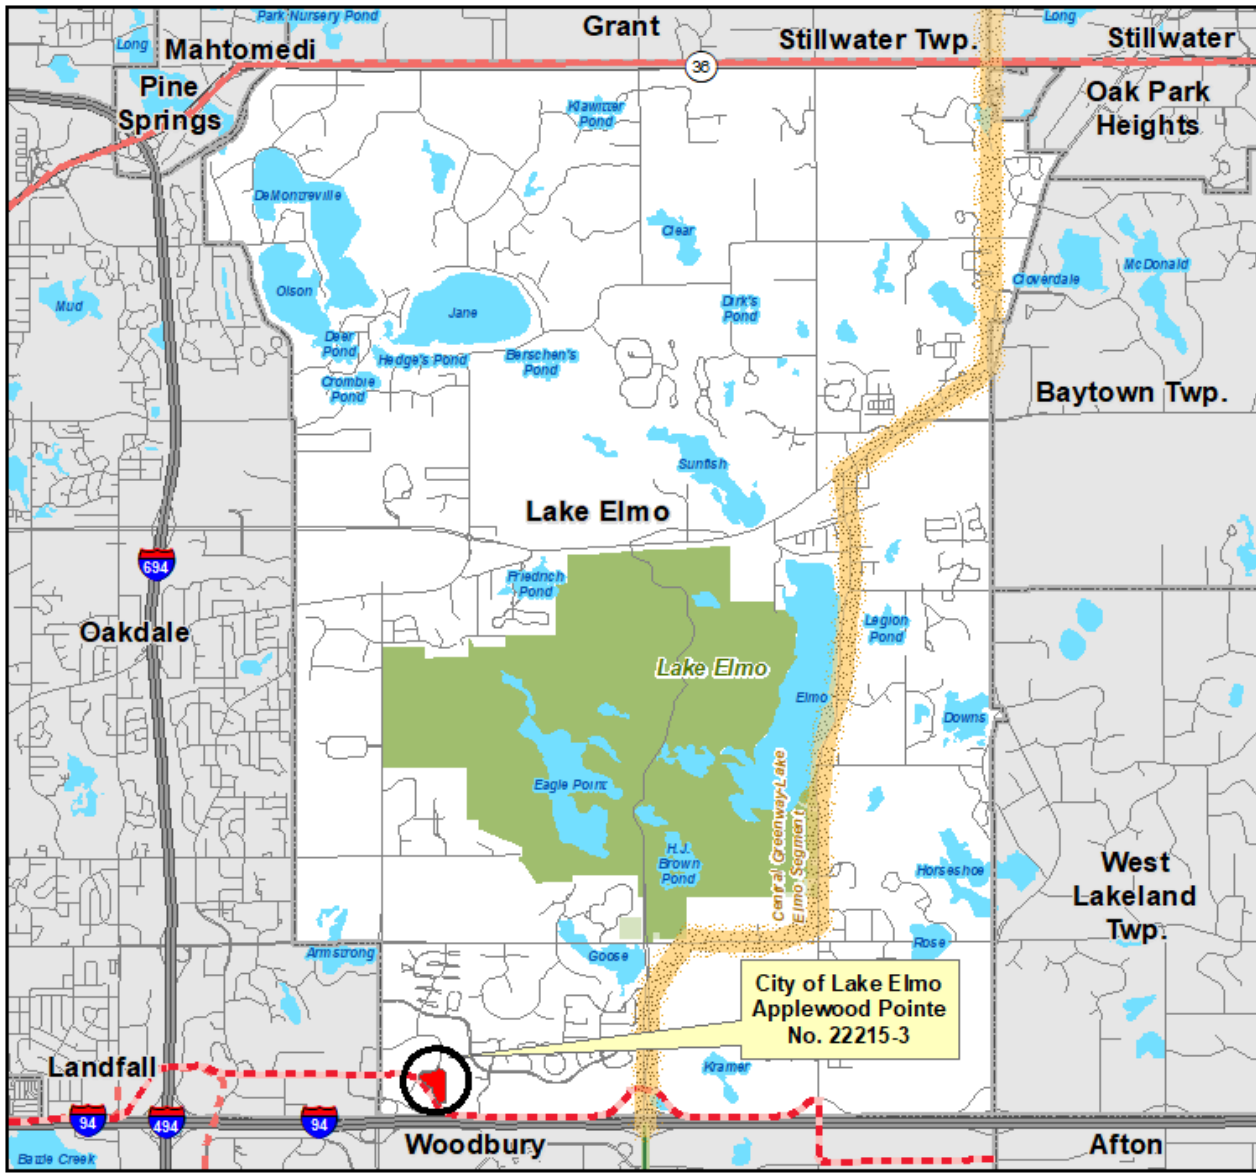 Park Nursery Pond
Long
Mahtomedi
Grant
Stillwater Twp.
Long
Stillwater
36
Pine
Springs
Oak Park
Heights
Klawitter
Pond
DeMontreville
Clear
Cloverdale
McDonald
Mud
Olson
Jane
Dirk's
Pond
Deer
Pond
Hedge's Pond
Berschen's
Pond
Crombie
Pond
Baytown Twp.
Sunfish
Lake Elmo
694
Friedrich
Pond
Oakdale
Legion
Pond
Lake Elmo
Elmo
Downs
Eagle Point
Central Greenway-Lake
Elmo Segment
H.J.
Brown
Pond
Horseshoe
West
Lakeland
Twp.
Armstrong
Goose
Rose
City of Lake Elmo
Applewood Pointe
No. 22215-3
Landfall
Kramer
94
494
94
Woodbury
Afton
Battle Creek